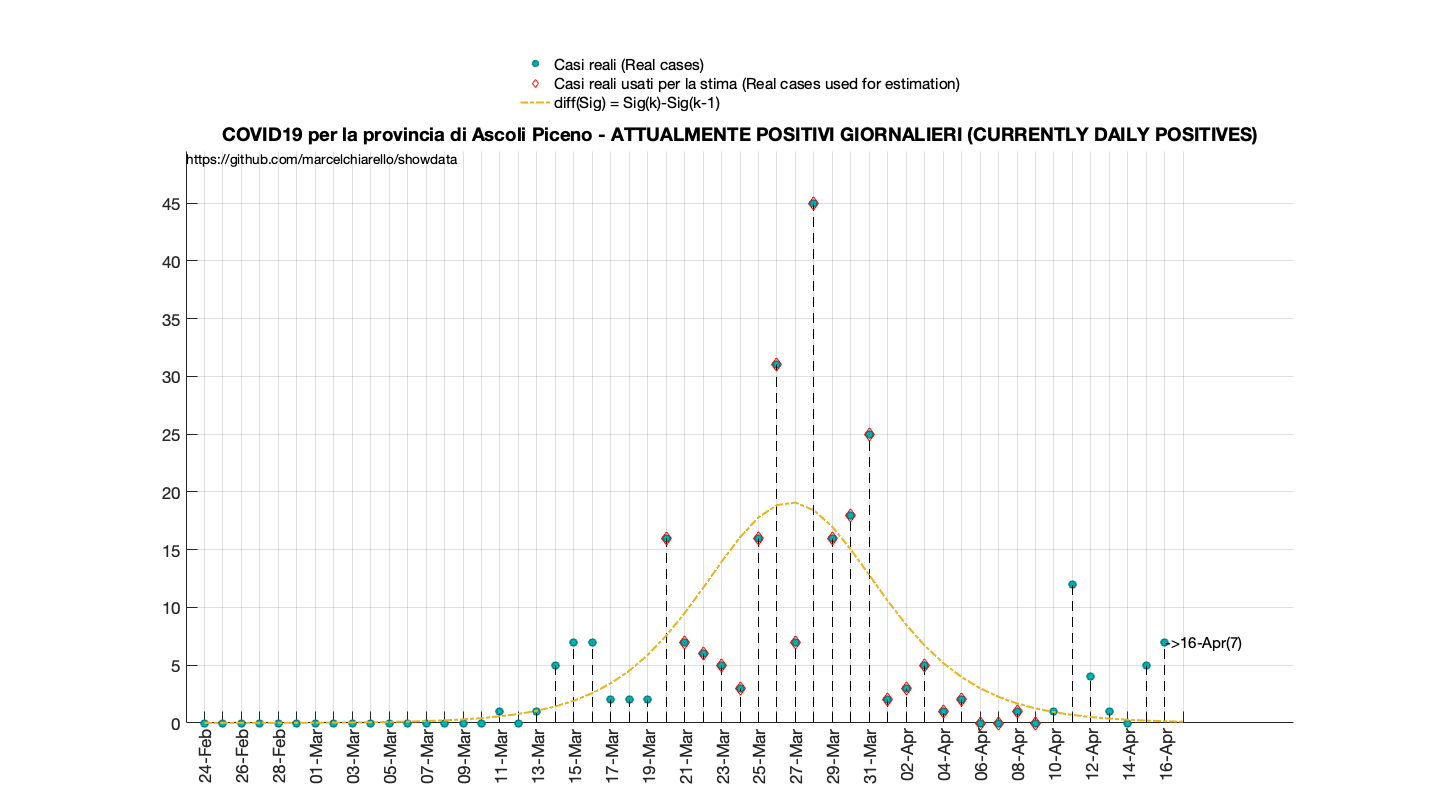 Casi reali (Real cases)
Casi reali usati per la stima (Real cases used for estimation)
diff(Sig) = Sig(k)-Sig(k-1)
COVID19 per la provincia di Ascoli Piceno - ATTUALMENTE POSITIVI GIORNALIERI (CURRENTLY DAILY POSITIVES)
https://github.com/marcelchiarello/showdata
45
40
35
30
25
20
15
10
5
0
->16-Apr(7)
24-Feb
26-Feb
28-Feb
01-Mar
03-Mar
05-Mar
07-Mar
09-Mar
11-Mar
13-Mar
15-Mar
17-Mar
19-Mar
21-Mar
23-Mar
25-Mar
27-Mar
29-Mar
31-Mar
02-Apr
04-Apr
06-Apr
08-Apr
10-Apr
12-Apr
14-Apr
16-Apr